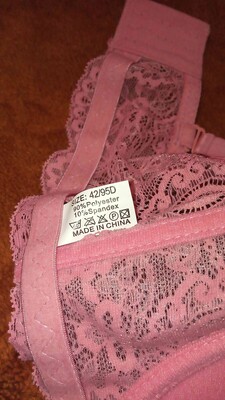 SIZE: 42/95D
90%Polyester
10%Spandex
MADE IN CHINA